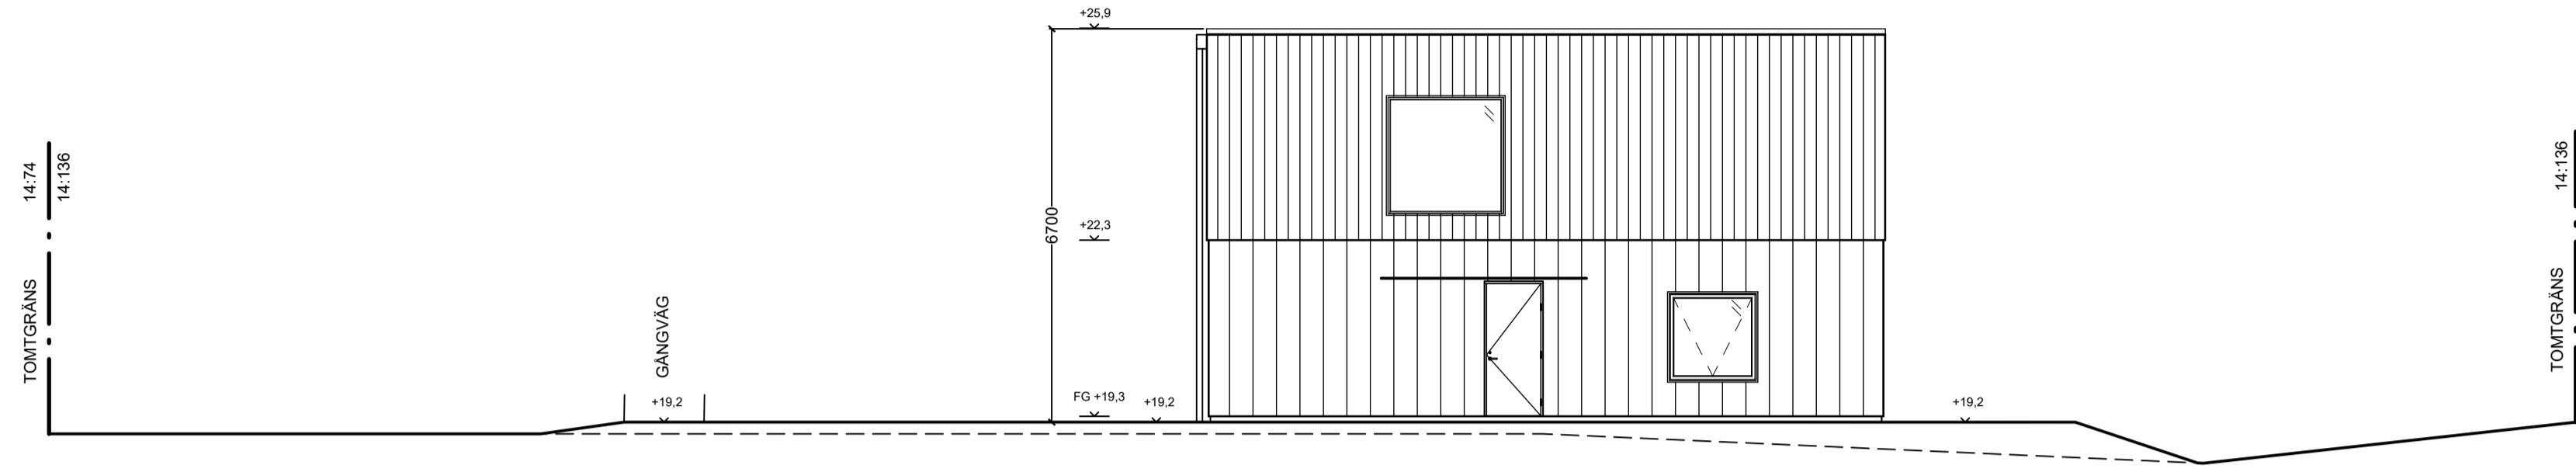 +25,9
14:74
14:136
14:136
6700
+22,3
TOMTGRÄNS
GÅNGVÄG
TOMTGRÄNS
FG +19,3
+19,2
+19,2
+19,2